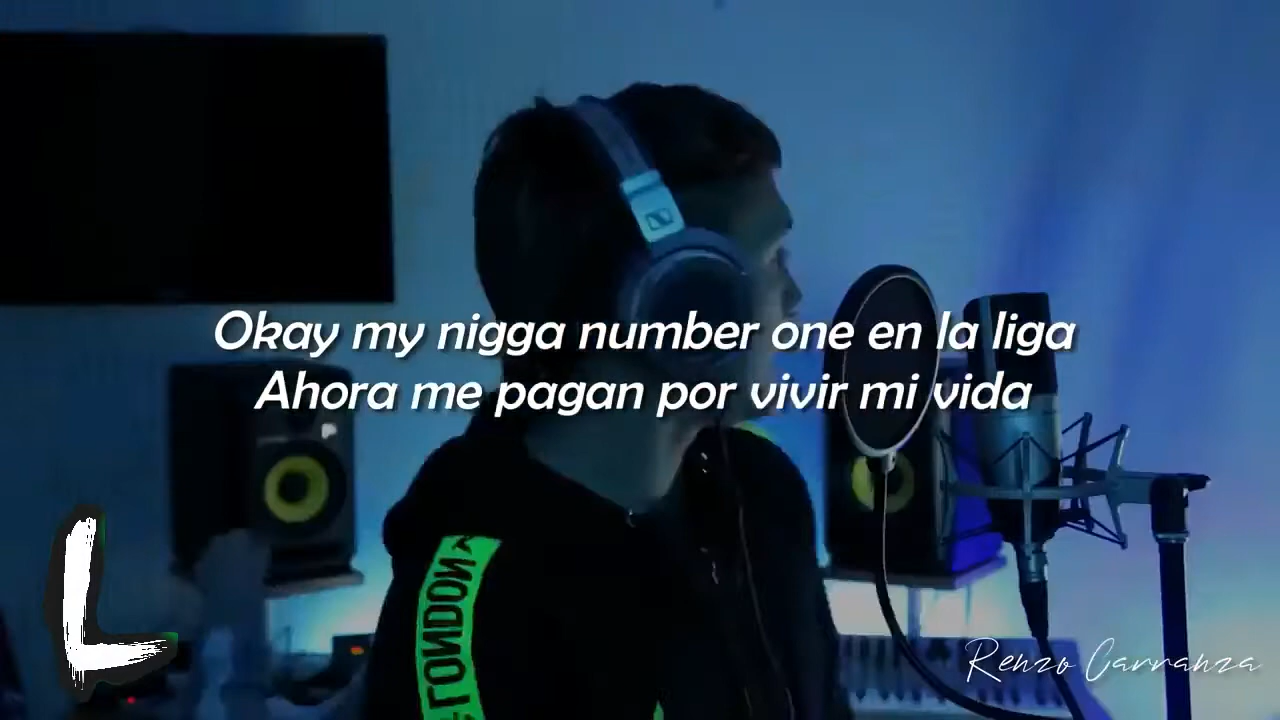 Okay my nigga number one en la liga
Ahora me pagan por vivir mi vida
LONDON
L
Renzo Carranza